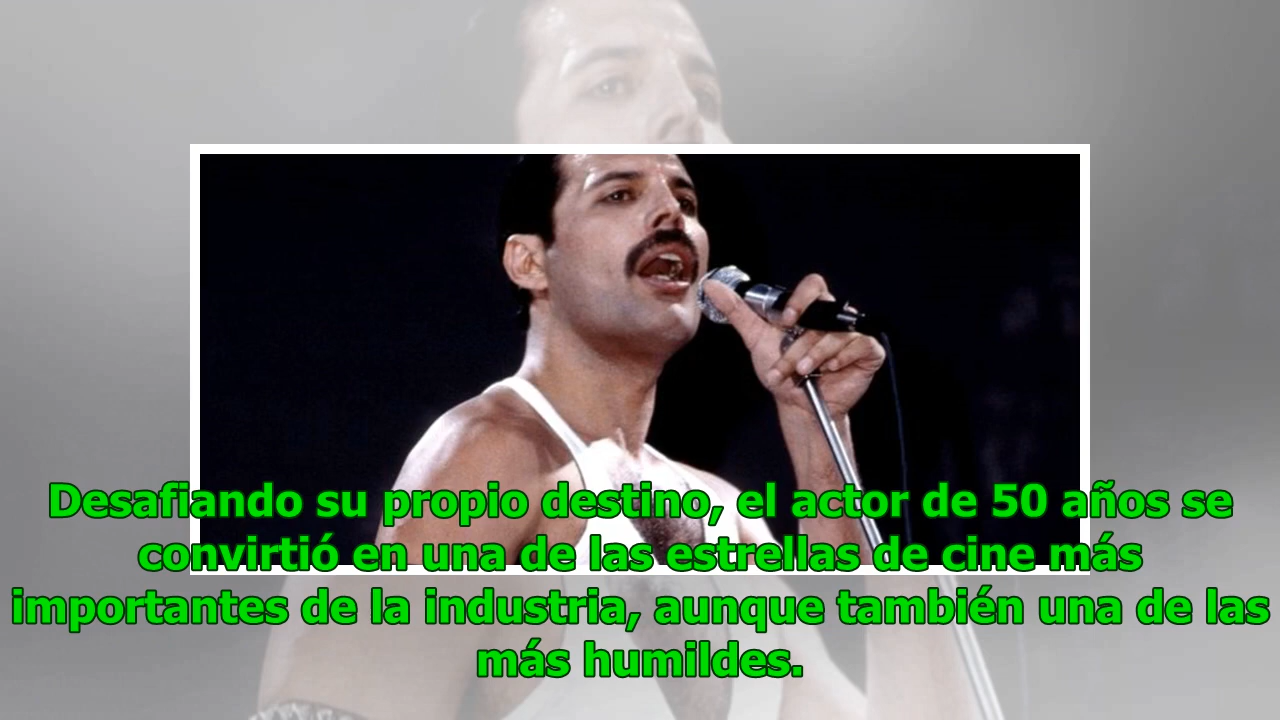 Desafiando su propio destino, el actor de 50 años se
convirtió en una de las estrellas de cine más
importantes de la industria, aunque también una de las
más humildes.